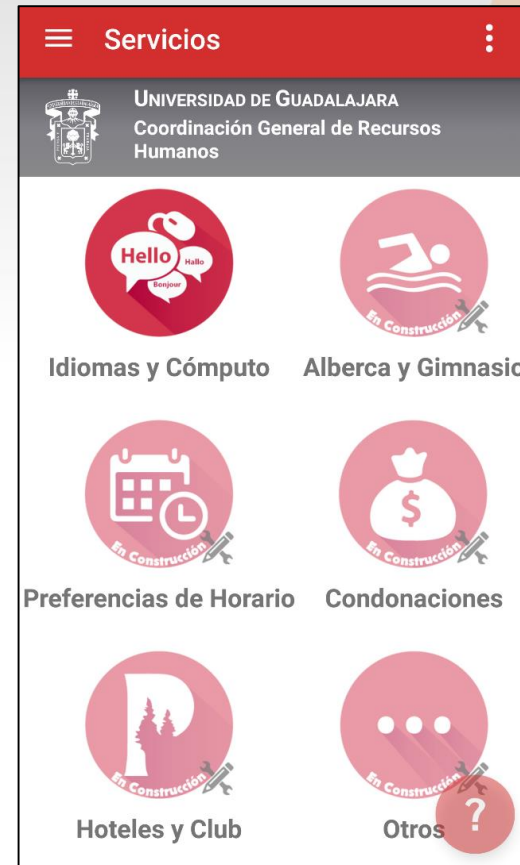 Servicios
UNIVERSIDAD DE GUADALAJARA
Coordinación General de Recursos
Humanos
Hello
Hallo
Bonjour
En Construcción
Idiomas y Cómputo
Alberca y Gimnasio
En Construcción
$
En Construcción
Preferencias de Horario
Condonaciones
P
En Construcción
En Construcción
?
Hoteles y Club
Otros